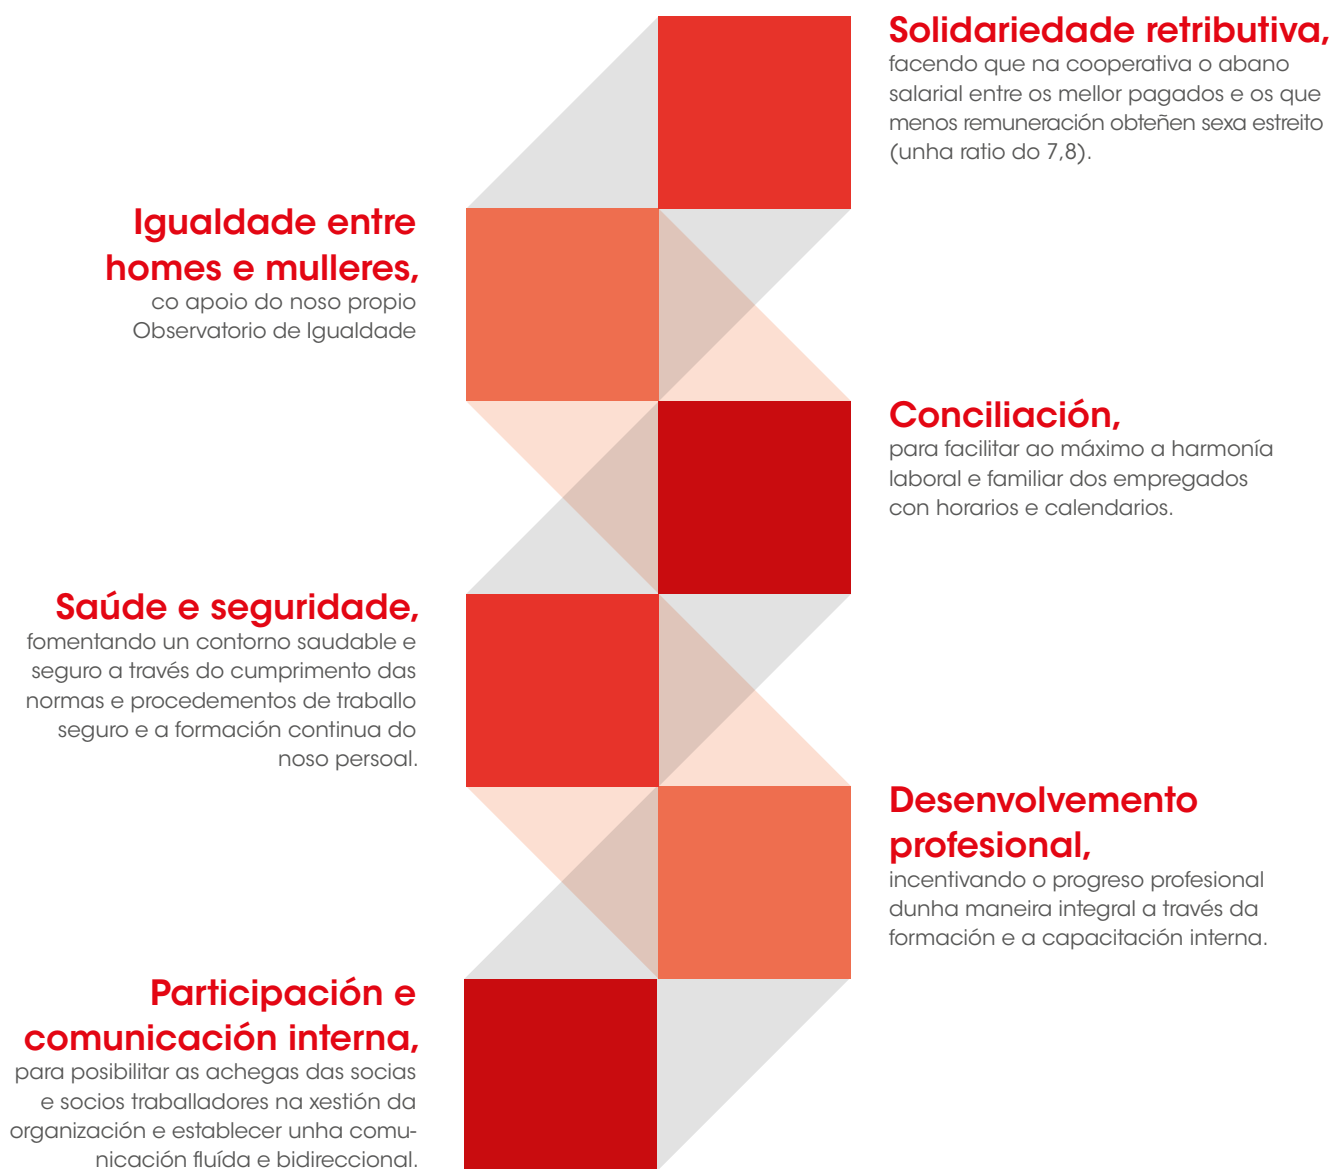 Solidariedade retributiva,
facendo que na cooperativa o abano
salarial entre os mellor pagados e os que
menos remuneración obteñen sexa estreito
(unha ratio do 7,8).
Igualdade entre
homes e mulleres,
co apoio do noso propio
Observatorio de Igualdade
Conciliación,
para facilitar ao máximo a harmonía
laboral e familiar dos empregados
con horarios e calendarios.
Saúde e seguridade,
fomentando un contorno saudable e
seguro a través do cumprimento das
normas e procedementos de traballo
seguro e a formación continua do
noso persoal.
Desenvolvemento
profesional,
incentivando o progreso profesional
dunha maneira integral a través da
formación e a capacitación interna.
Participación e
comunicación interna,
para posibilitar as achegas das socias
e socios traballadores na xestión da
organización e establecer unha comu-
nicación fluída e bidireccional.